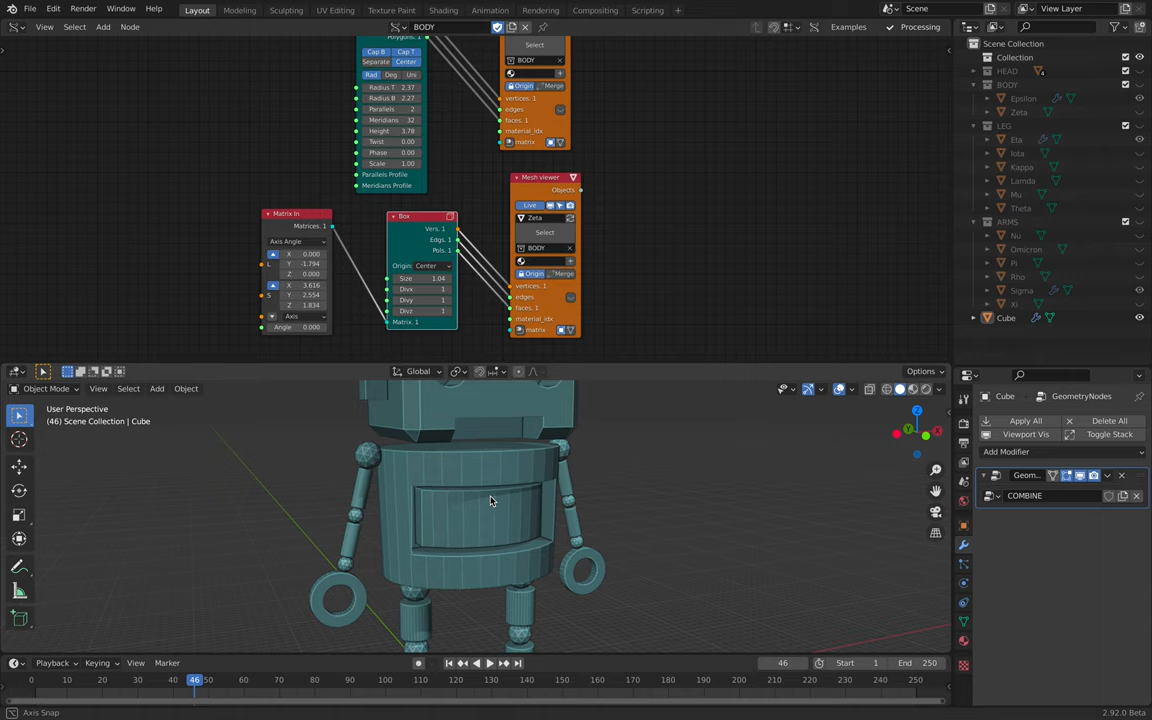 File Edit Render Window Help
Layout Modeling Sculpting UV Editing Texture Paint Shading Animation Rendering Compositing Scripting
Scene
View Layer
View Select Add Node
BODY
Examples Processing
Polygons. 1
Cap B Cap T
Separate Center
Rad Deg Uni
Radius T 2.37
Radius B 2.27
Parallels 2
Meridians 32
Height 3.78
Twist 0.00
Phase 0.00
Scale 1.00
Parallels Profile
Meridians Profile
Select
BODY
Origin Merge
vertices. 1
edges
faces. 1
material_idx
matrix
Matrix In
Matrices. 1
Axis Angle
X 0.000
L Y -1.794
Z 0.000
X 3.616
S Y 2.554
Z 1.834
Axis
Angle 0.000
Box
Vers. 1
Edgs. 1
Pols. 1
Origin: Center
Size 1.04
Divx 1
Divy 1
Divz 1
Matrix. 1
Mesh viewer
Objects
Live
Zeta
Select
BODY
Origin Merge
vertices. 1
edges
faces. 1
material_idx
matrix
Scene Collection
Collection
HEAD 4
BODY
Epsilon
Zeta
LEG
Eta
Iota
Kappa
Lamda
Mu
Theta
ARMS
Nu
Omicron
Pi
Rho
Sigma
Xi
Cube
Global
Options
Object Mode View Select Add Object
User Perspective
(46) Scene Collection | Cube
Z
X
Y
Cube GeometryNodes
Apply All Delete All
Viewport Vis Toggle Stack
Add Modifier
Geom...
COMBINE
Playback Keying View Marker
46 Start 1 End 250
0 10 20 30 40 46 50 60 70 80 90 100 110 120 130 140 150 160 170 180 190 200 210 220 230 240 250
Axis Snap
2.92.0 Beta